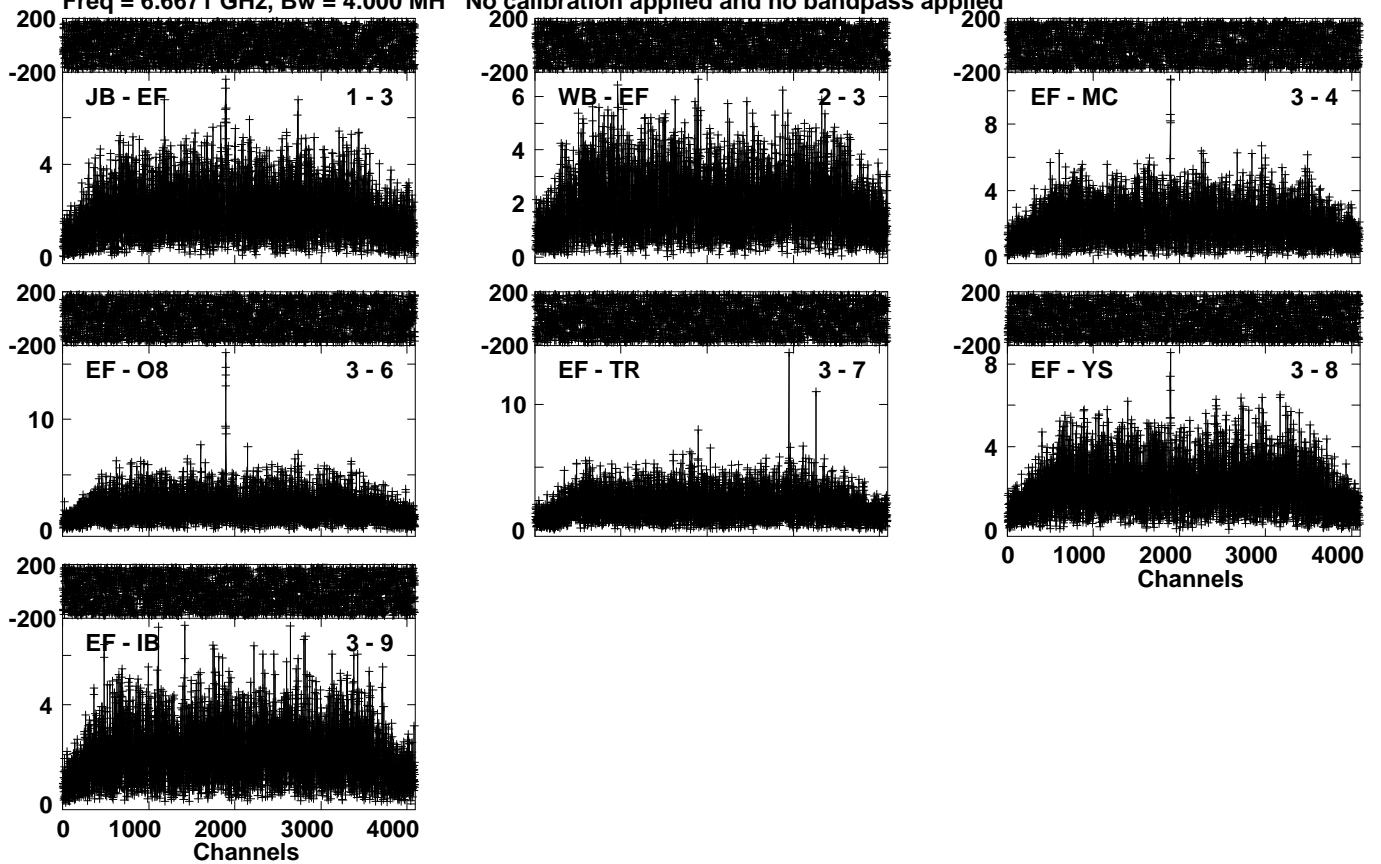 Freq = 6.6671 GHz, Bw = 4.000 MH No calibration applied and no bandpass applied
200
-200
JB - EF 1 - 3
4
0
200
-200
WB - EF 2 - 3
6
4
2
0
200
-200
EF - MC 3 - 4
8
4
0
200
-200
EF - O8 3 - 6
10
0
200
-200
EF - TR 3 - 7
10
0
200
-200
EF - YS 3 - 8
8
4
0
0 1000 2000 3000 4000
Channels
200
-200
EF - IB 3 - 9
4
0
0 1000 2000 3000 4000
Channels